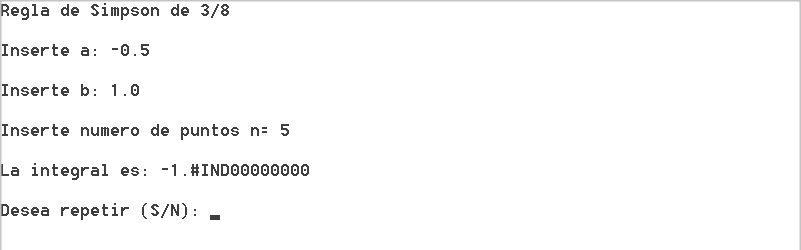 Regla de Simpson de 3/8
Inserte a: -0.5
Inserte b: 1.0
Inserte numero de puntos n= 5
La integral es: -1.#IND00000000
Desea repetir (S/N): _